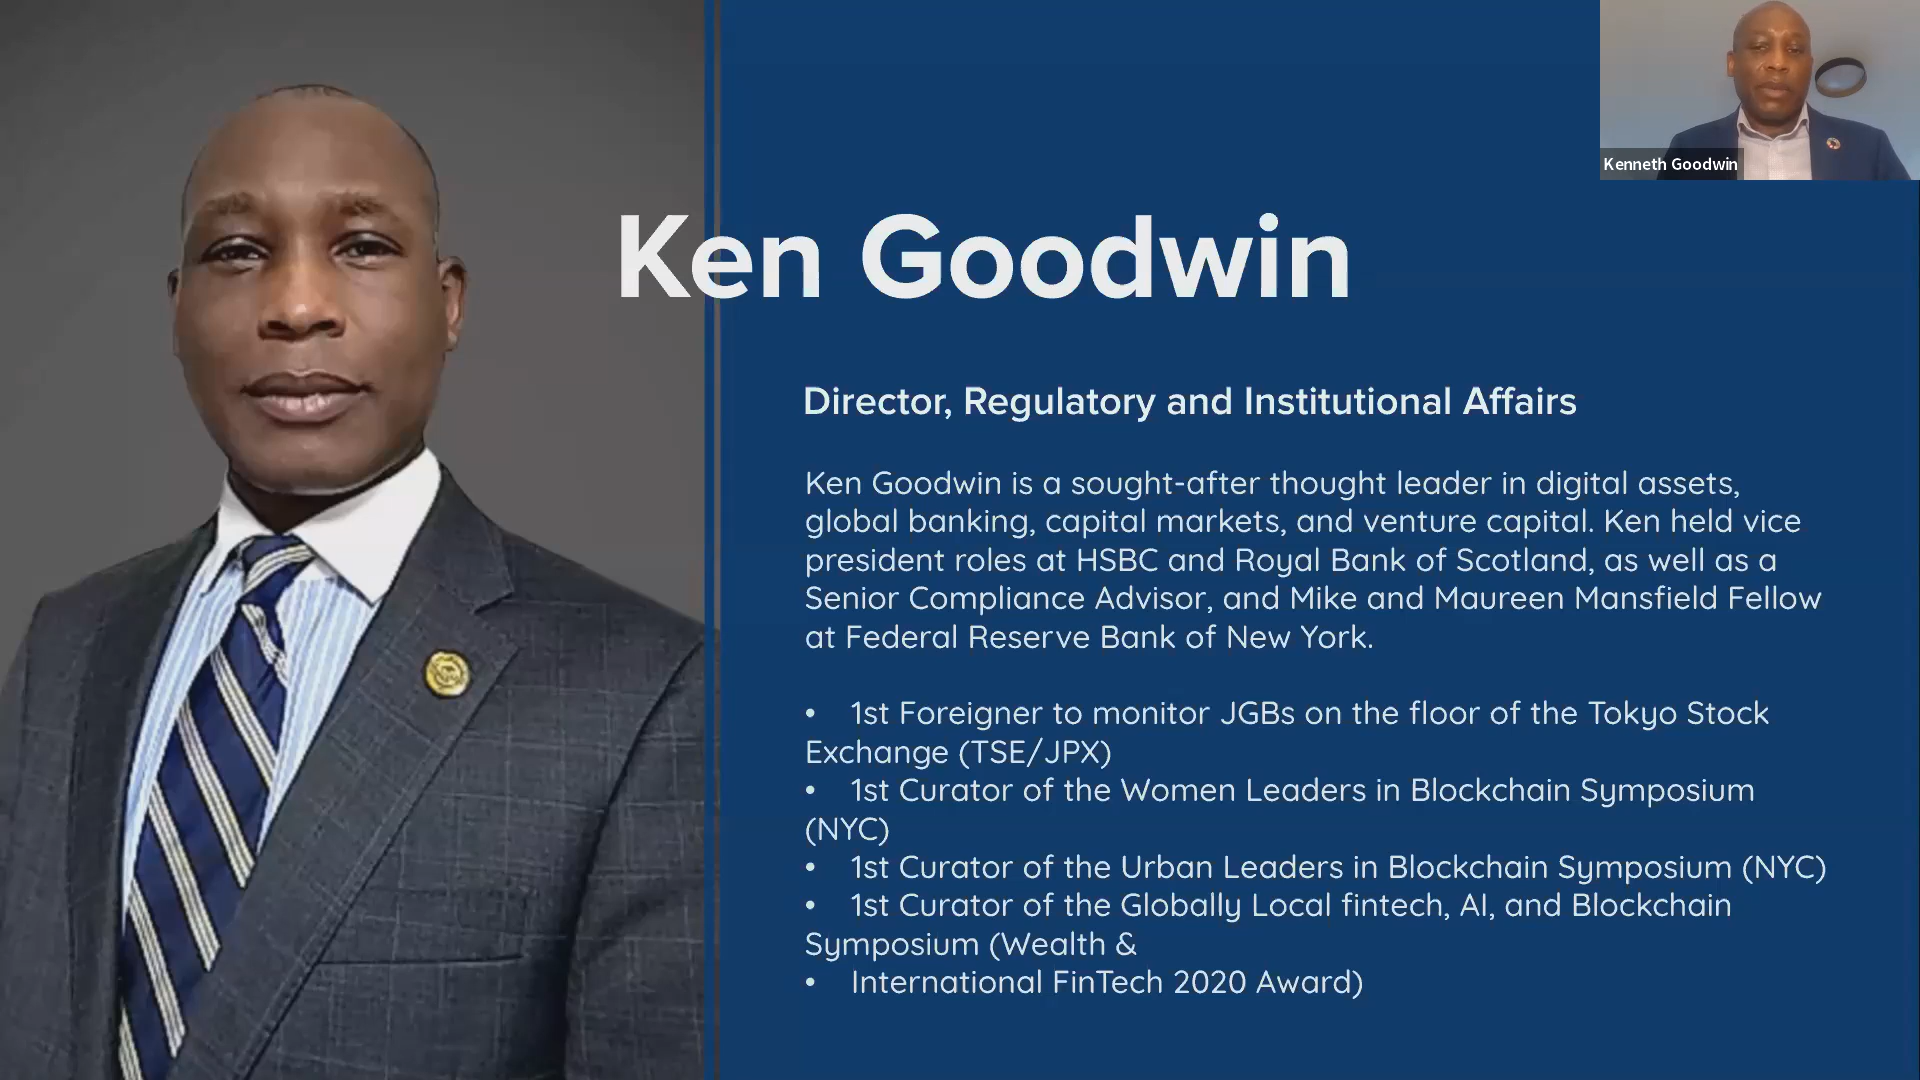 Kenneth Goodwin
Ken Goodwin
Director, Regulatory and Institutional Affairs
Ken Goodwin is a sought-after thought leader in digital assets,
global banking, capital markets, and venture capital. Ken held vice
president roles at HSBC and Royal Bank of Scotland, as well as a
Senior Compliance Advisor, and Mike and Maureen Mansfield Fellow
at Federal Reserve Bank of New York.
• 1st Foreigner to monitor JGBs on the floor of the Tokyo Stock
Exchange (TSE/JPX)
• 1st Curator of the Women Leaders in Blockchain Symposium
(NYC)
• 1st Curator of the Urban Leaders in Blockchain Symposium (NYC)
• 1st Curator of the Globally Local fintech, AI, and Blockchain
Symposium (Wealth &
• International FinTech 2020 Award)